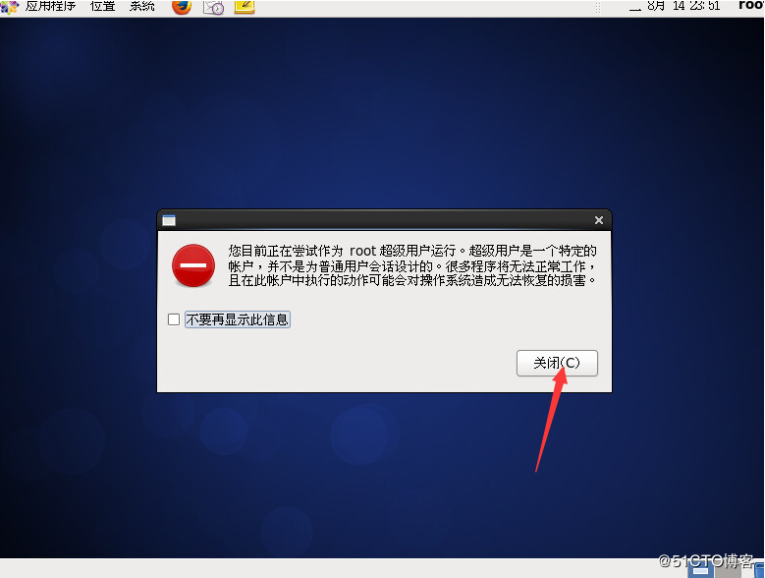 应用程序 位置 系统
二 8月 14 23:51 root
您目前正在尝试作为 root 超级用户运行。超级用户是一个特定的
帐户，并不是为普通用户会话设计的。很多程序将无法正常工作，
且在此帐户中执行的动作可能会对操作系统造成无法恢复的损害。
不要再显示此信息
关闭(C)
@51CTO博客